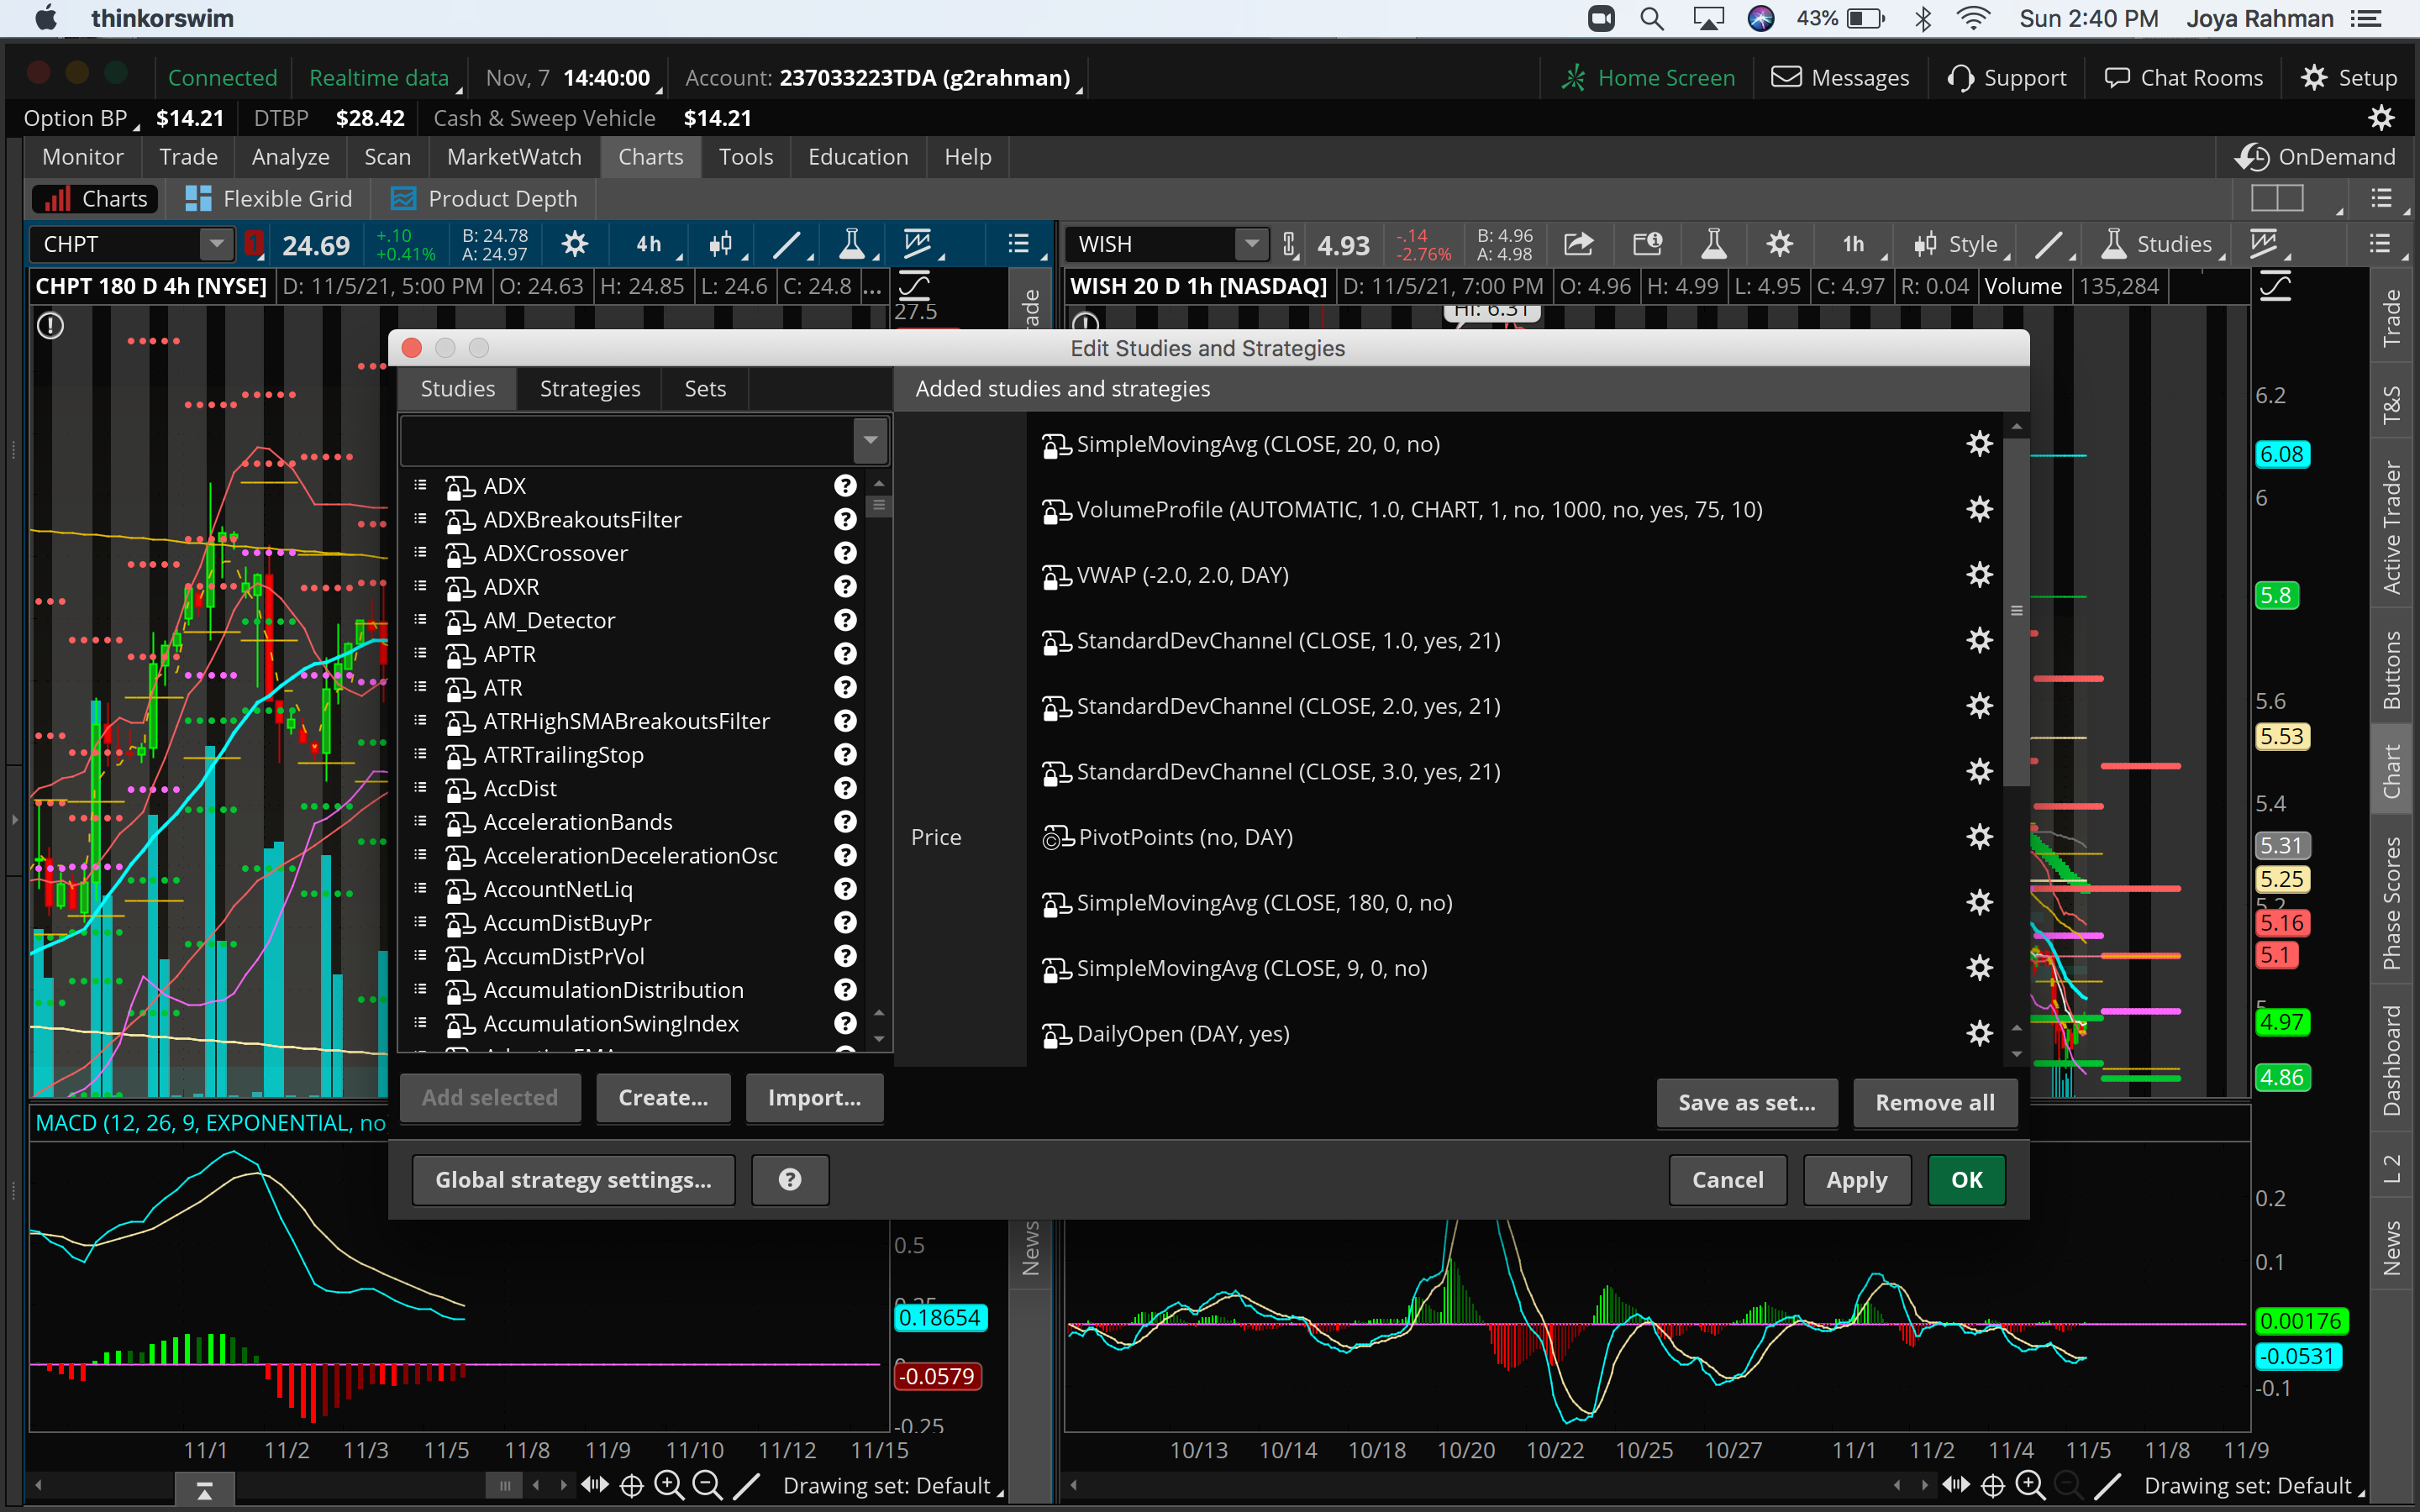 thinkorswim 43% Sun 2:40 PM Joya Rahman
Connected Realtime data Nov, 7 14:40:00 Account: 237033223TDA (g2rahman) Home Screen Messages Support Chat Rooms Setup
Option BP $14.21 DTBP $28.42 Cash & Sweep Vehicle $14.21
Monitor Trade Analyze Scan MarketWatch Charts Tools Education Help OnDemand
Charts Flexible Grid Product Depth
CHPT 1 24.69 +.10 +0.41% B: 24.78 A: 24.97 4h
WISH 4.93 -.14 -2.76% B: 4.96 A: 4.98 1h Style Studies
CHPT 180 D 4h [NYSE] D: 11/5/21, 5:00 PM O: 24.63 H: 24.85 L: 24.6 C: 24.8 ...
WISH 20 D 1h [NASDAQ] D: 11/5/21, 7:00 PM O: 4.96 H: 4.99 L: 4.95 C: 4.97 R: 0.04 Volume 135,284
27.5
Hi: 6.31
Edit Studies and Strategies
Studies Strategies Sets
Added studies and strategies
ADX
ADXBreakoutsFilter
ADXCrossover
ADXR
AM_Detector
APTR
ATR
ATRHighSMABreakoutsFilter
ATRTrailingStop
AccDist
AccelerationBands
AccelerationDecelerationOsc
AccountNetLiq
AccumDistBuyPr
AccumDistPrVol
AccumulationDistribution
AccumulationSwingIndex
Price
SimpleMovingAvg (CLOSE, 20, 0, no)
VolumeProfile (AUTOMATIC, 1.0, CHART, 1, no, 1000, no, yes, 75, 10)
VWAP (-2.0, 2.0, DAY)
StandardDevChannel (CLOSE, 1.0, yes, 21)
StandardDevChannel (CLOSE, 2.0, yes, 21)
StandardDevChannel (CLOSE, 3.0, yes, 21)
PivotPoints (no, DAY)
SimpleMovingAvg (CLOSE, 180, 0, no)
SimpleMovingAvg (CLOSE, 9, 0, no)
DailyOpen (DAY, yes)
Add selected Create... Import...
Save as set... Remove all
Global strategy settings... ?
Cancel Apply OK
6.2
6.08
6
5.8
5.6
5.53
5.4
5.31
5.25
5.2
5.16
5.1
5
4.97
4.86
Trade
T&S
Active Trader
Buttons
Chart
Phase Scores
Dashboard
L 2
News
News
MACD (12, 26, 9, EXPONENTIAL, no
0.5
0.18654
-0.0579
-0.25
0.2
0.1
0.00176
-0.0531
-0.1
11/1 11/2 11/3 11/5 11/8 11/9 11/10 11/12 11/15
10/13 10/14 10/18 10/20 10/22 10/25 10/27 11/1 11/2 11/4 11/5 11/8 11/9
Drawing set: Default
Drawing set: Default